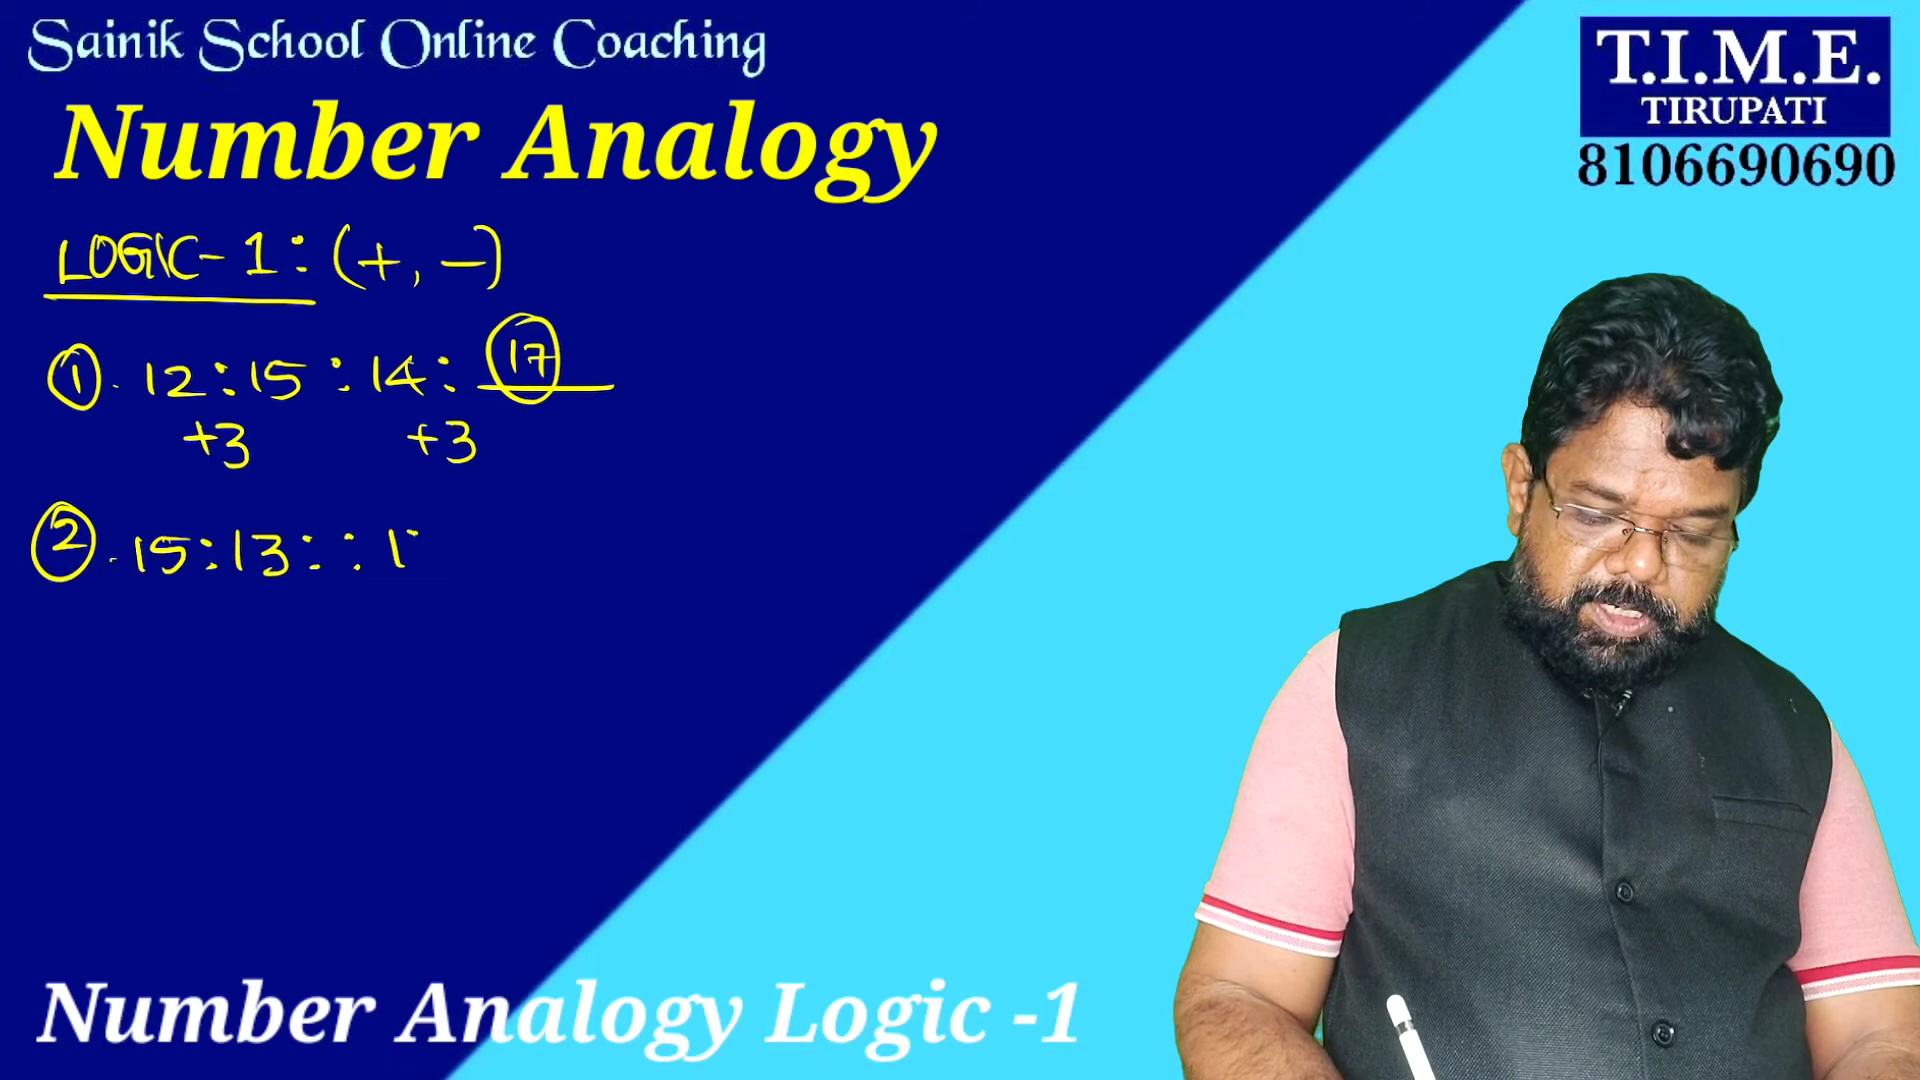 Sainik School Online Coaching
T.I.M.E.
TIRUPATI
8106690690
Number Analogy
LOGIC-1: (+, -)
①. 12:15 : 14: 17
+3 +3
②. 15:13: : 1
Number Analogy Logic -1